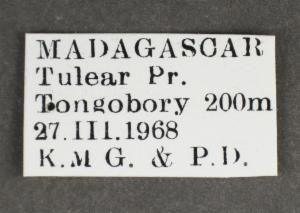 MADAGASCAR
Tulear Pr.
Tongobory 200m
27.III.1968
K.M G. & P.D.